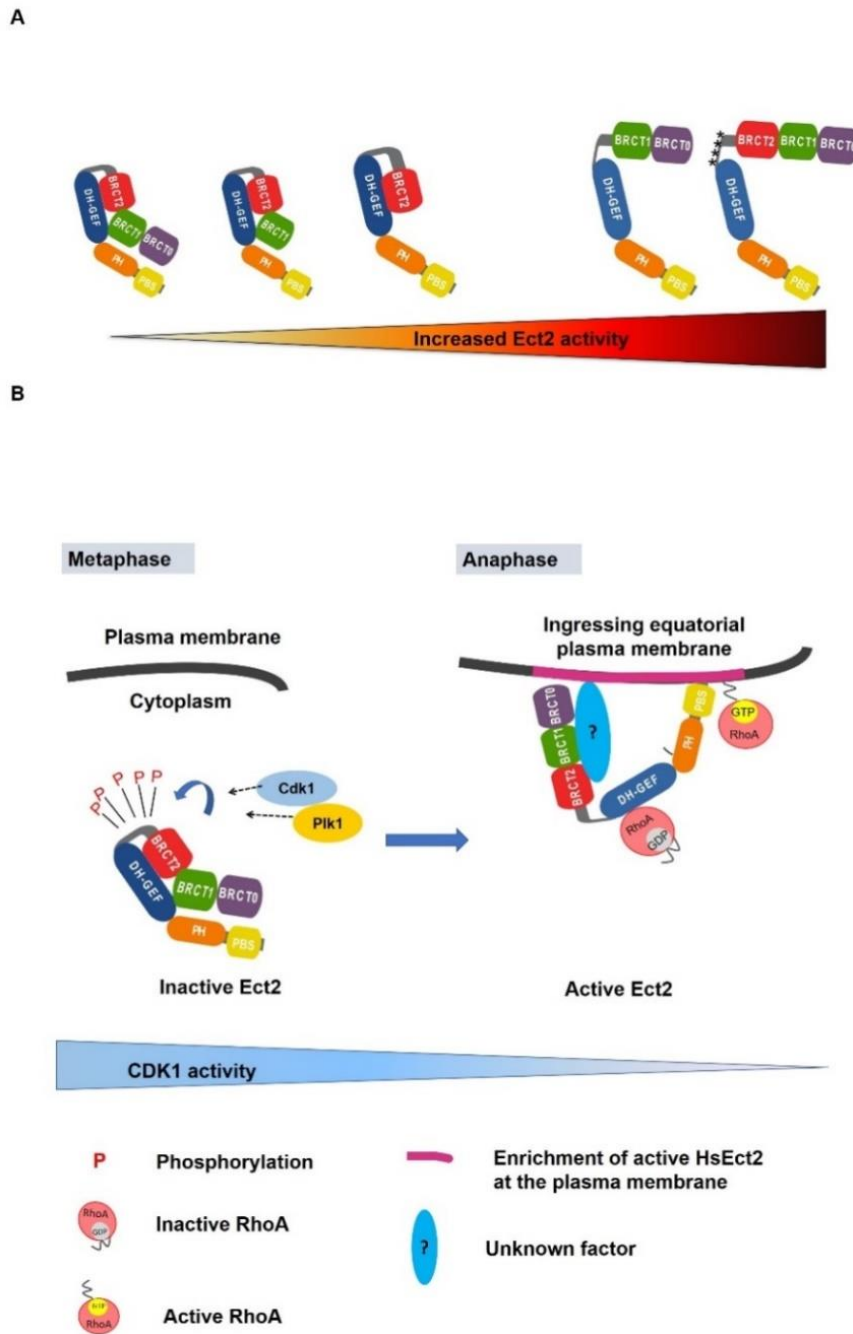 A
DH-GEF BRCT2 BRCT1 BRCT0 PH PBS
DH-GEF BRCT2 BRCT1 PH PBS
DH-GEF BRCT2 PH PBS
BRCT1 BRCT0 DH-GEF PH PBS
BRCT2 BRCT1 DH-GEF PH PBS
Increased Ect2 activity
B
Metaphase
Anaphase
Plasma membrane
Cytoplasm
Ingressing equatorial
plasma membrane
P P P P P
Cdk1
Plk1
DH-GEF BRCT2 BRCT1 BRCT0 PH PBS
Inactive Ect2
BRCT0 BRCT1 BRCT2 ? DH-GEF PH PBS
GTP
RhoA
RhoA
GDP
Active Ect2
CDK1 activity
P
Phosphorylation
Enrichment of active HsEct2
at the plasma membrane
RhoA
GDP
Inactive RhoA
?
Unknown factor
RhoA
Active RhoA